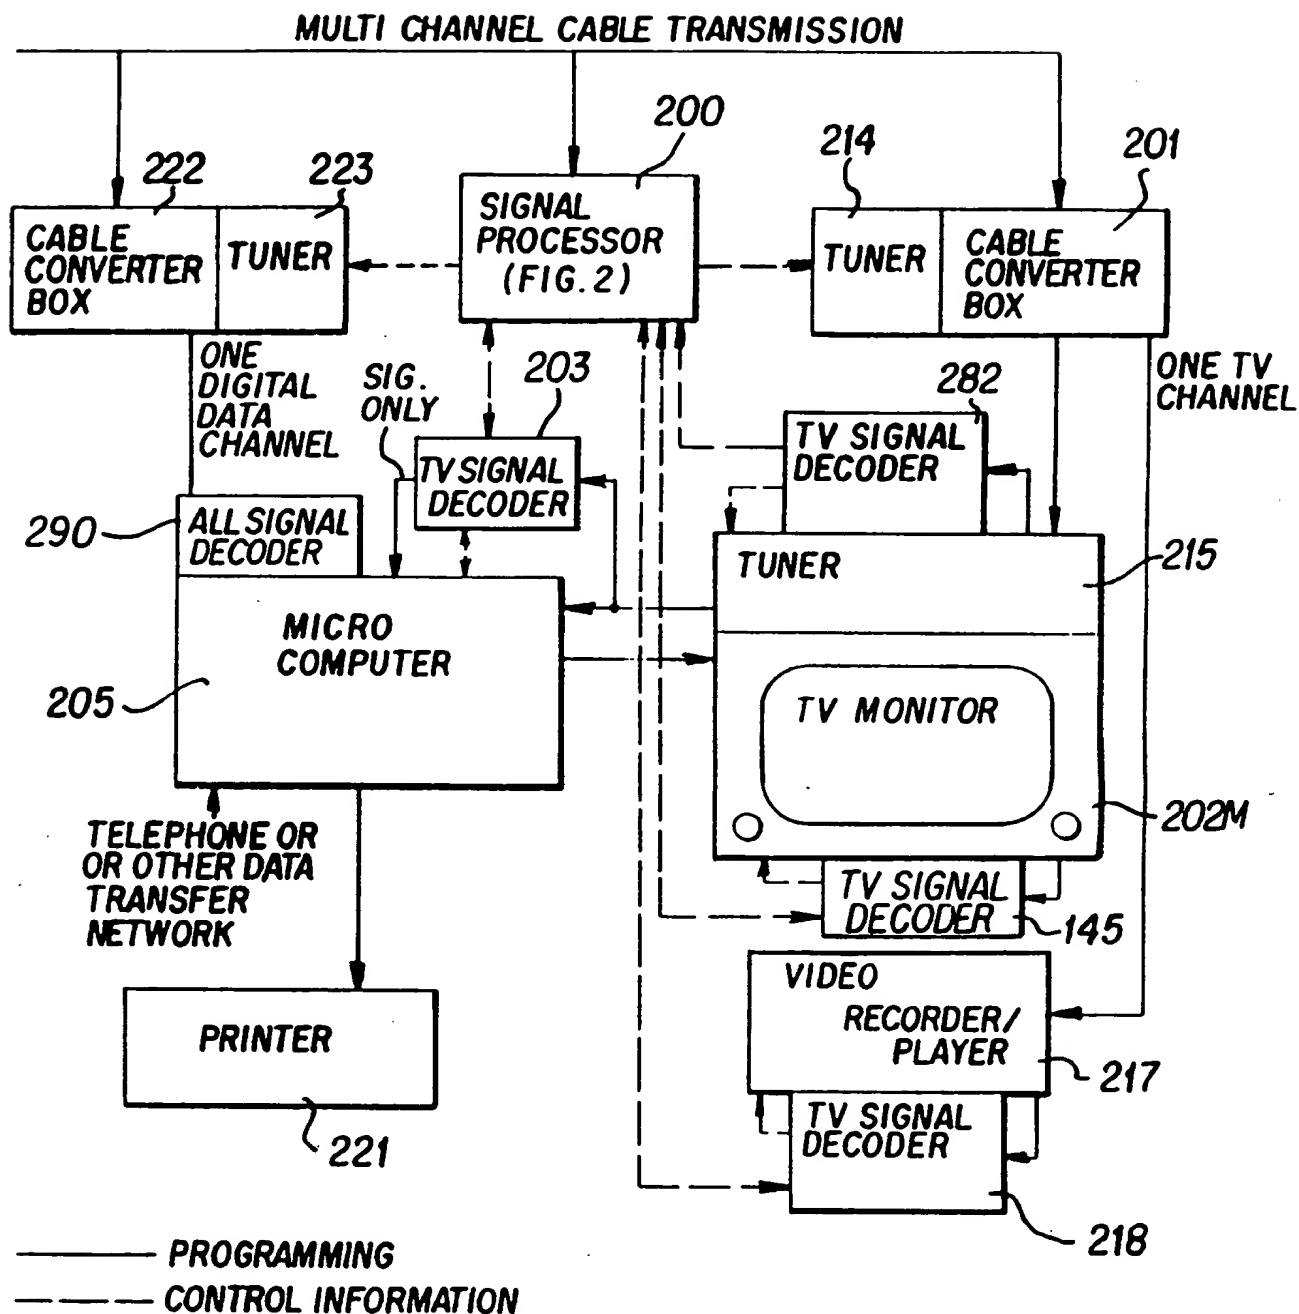 MULTI CHANNEL CABLE TRANSMISSION
200
222
223
214
201
CABLE
CONVERTER
BOX
TUNER
SIGNAL
PROCESSOR
(FIG. 2)
TUNER
CABLE
CONVERTER
BOX
ONE
DIGITAL
DATA
CHANNEL
SIG.
ONLY
203
282
ONE TV
CHANNEL
TV SIGNAL
DECODER
TV SIGNAL
DECODER
290
ALL SIGNAL
DECODER
TUNER
215
MICRO
COMPUTER
205
TV MONITOR
202M
TELEPHONE OR
OR OTHER DATA
TRANSFER
NETWORK
TV SIGNAL
DECODER
145
VIDEO
RECORDER/
PLAYER
217
PRINTER
221
TV SIGNAL
DECODER
218
PROGRAMMING
CONTROL INFORMATION